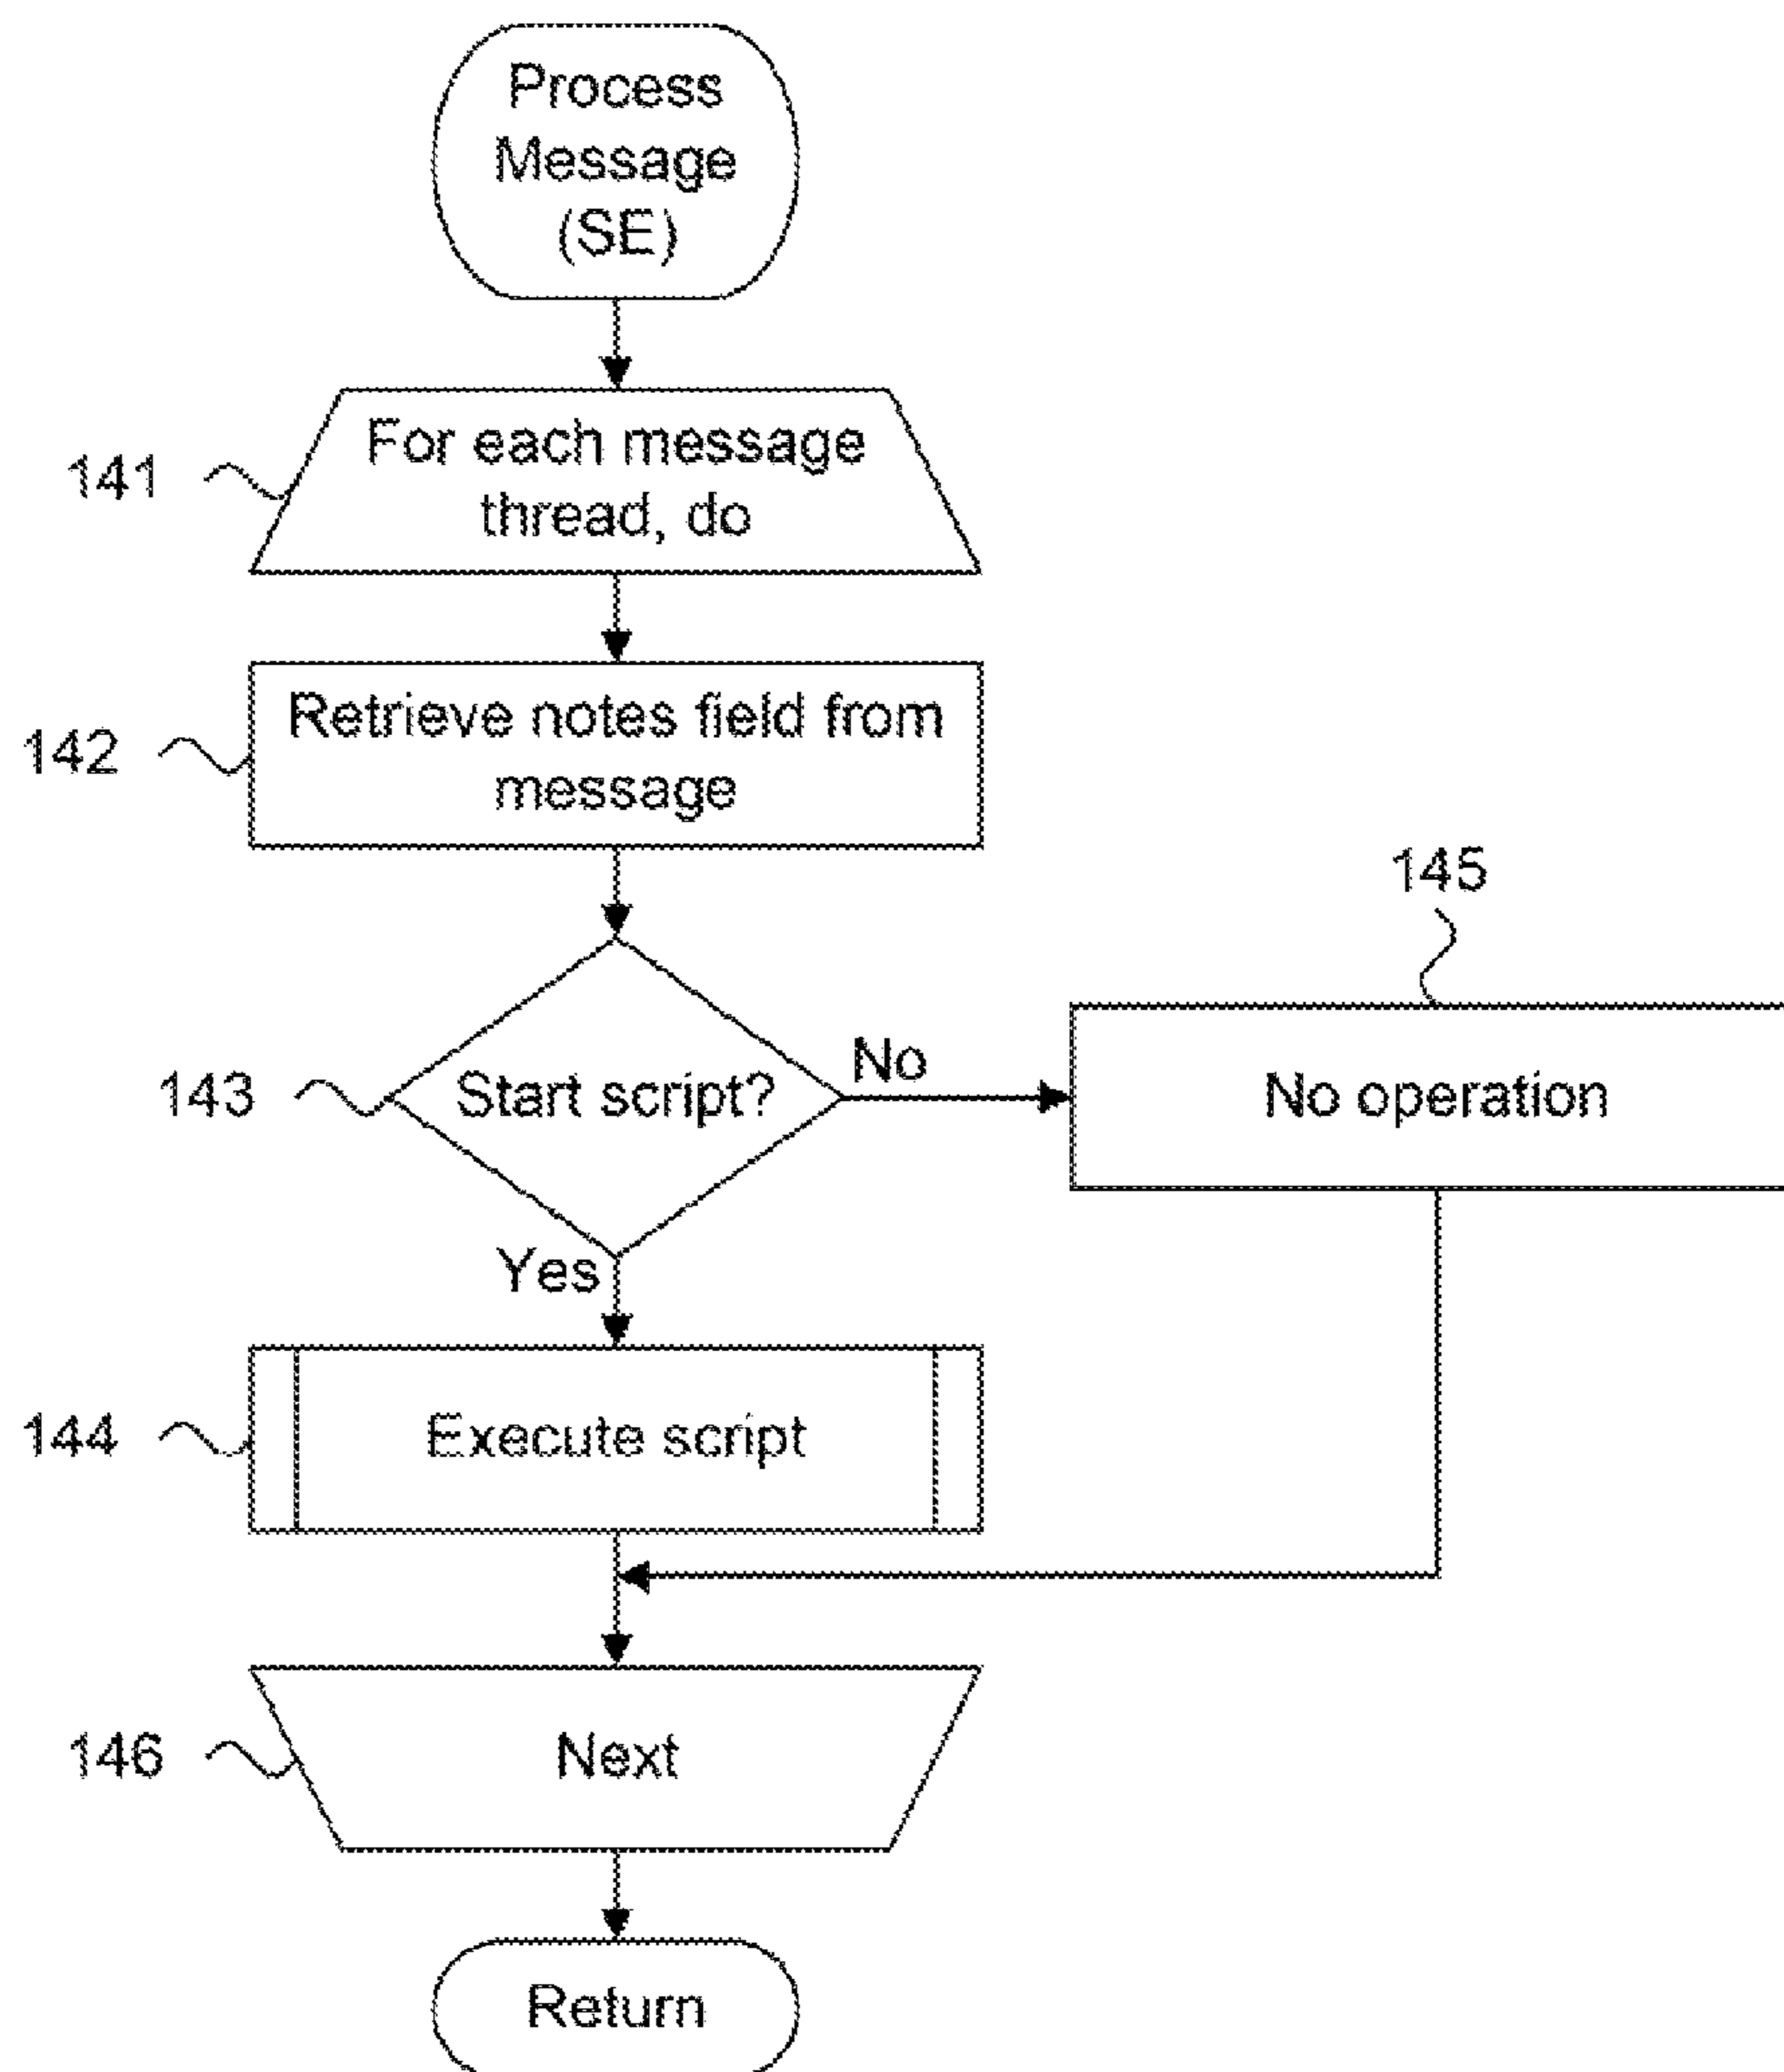 Process
Message
(SE)
141
For each message
thread, do
142
Retrieve notes field from
message
145
143
Start script?
No
No operation
Yes
144
Execute script
146
Next
Return